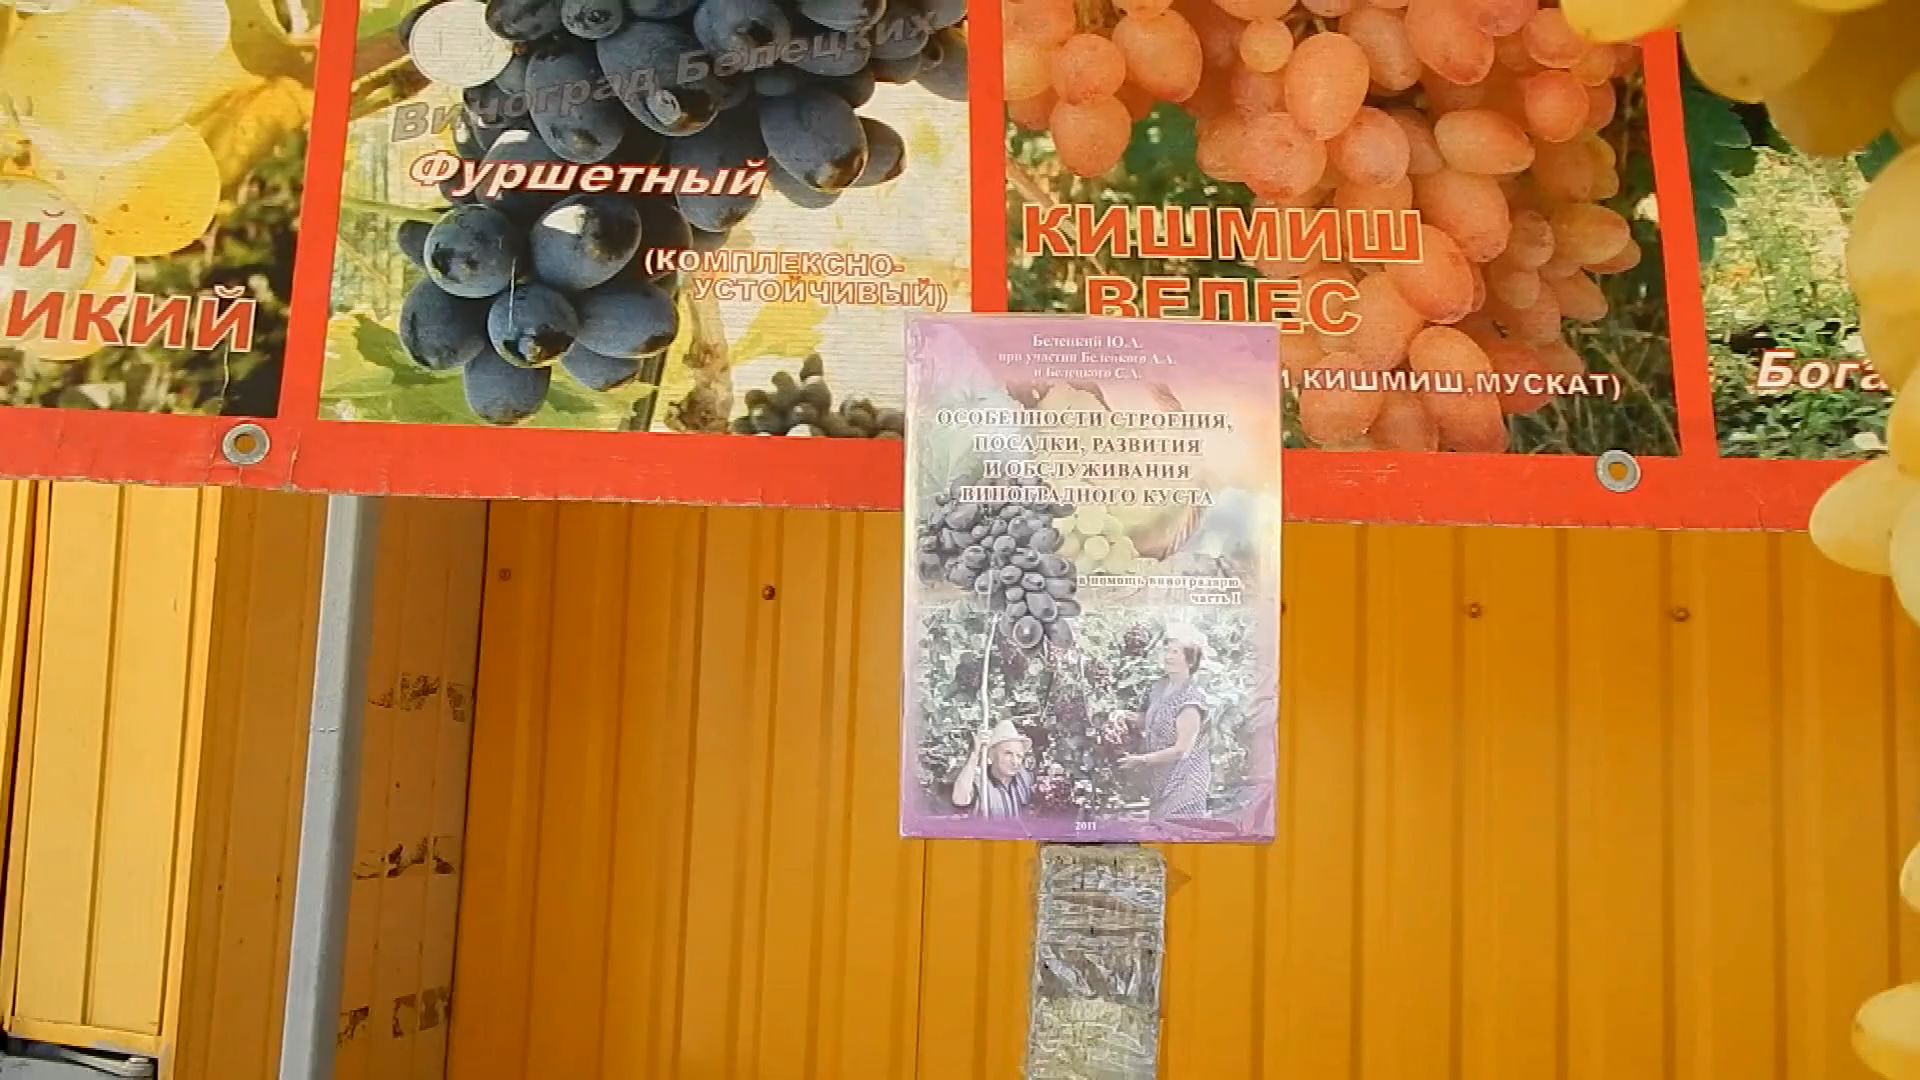 ИЙ
ИКИЙ
Виноград Белецких
Фуршетный
(КОМПЛЕКСНО-
УСТОЙЧИВЫЙ)
КИШМИШ
ВЕЛЕС
КИШМИШ,МУСКАТ)
Бога
Белецкий Ю.А.
при участии Белецкого А.А.
и Белецкого С.А.
ОСОБЕННОСТИ СТРОЕНИЯ,
ПОСАДКИ, РАЗВИТИЯ
И ОБСЛУЖИВАНИЯ
ВИНОГРАДНОГО КУСТА
в помощь виноградарю
часть I
2011